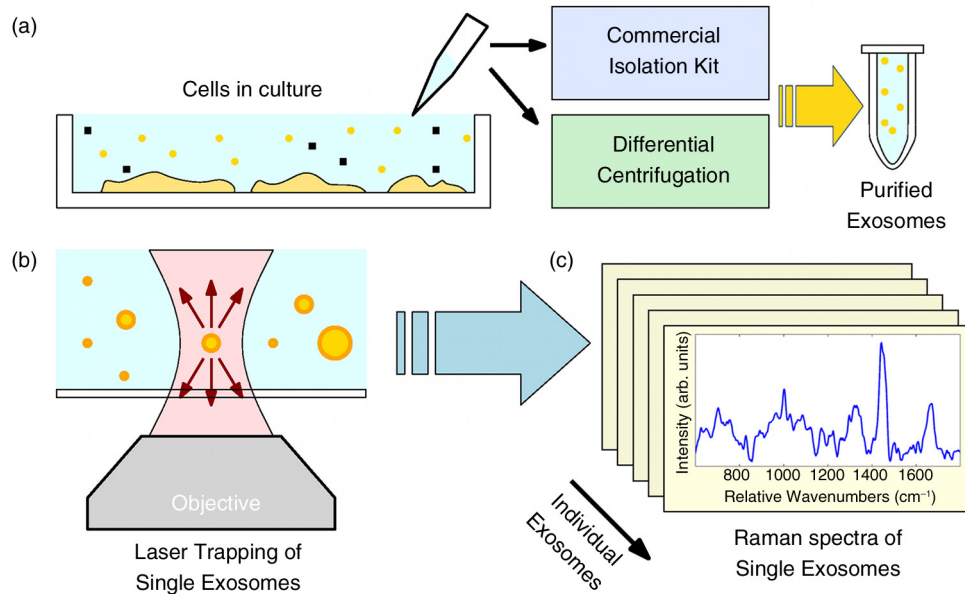 (a)
Cells in culture
Commercial
Isolation Kit
Differential
Centrifugation
Purified
Exosomes
(b)
Objective
Laser Trapping of
Single Exosomes
(c)
Intensity (arb. units)
800 1000 1200 1400 1600
Relative Wavenumbers (cm⁻¹)
Individual
Exosomes
Raman spectra of
Single Exosomes